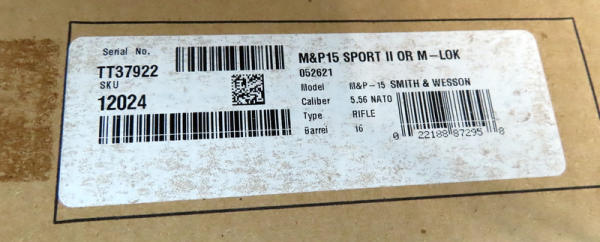 Serial No.
TT37922
SKU
12024
M&P15 SPORT II OR M-LOK
052621
Model M&P-15 SMITH & WESSON
Caliber 5.56 NATO
Type RIFLE
Barrel 16
0 22188 87295 8